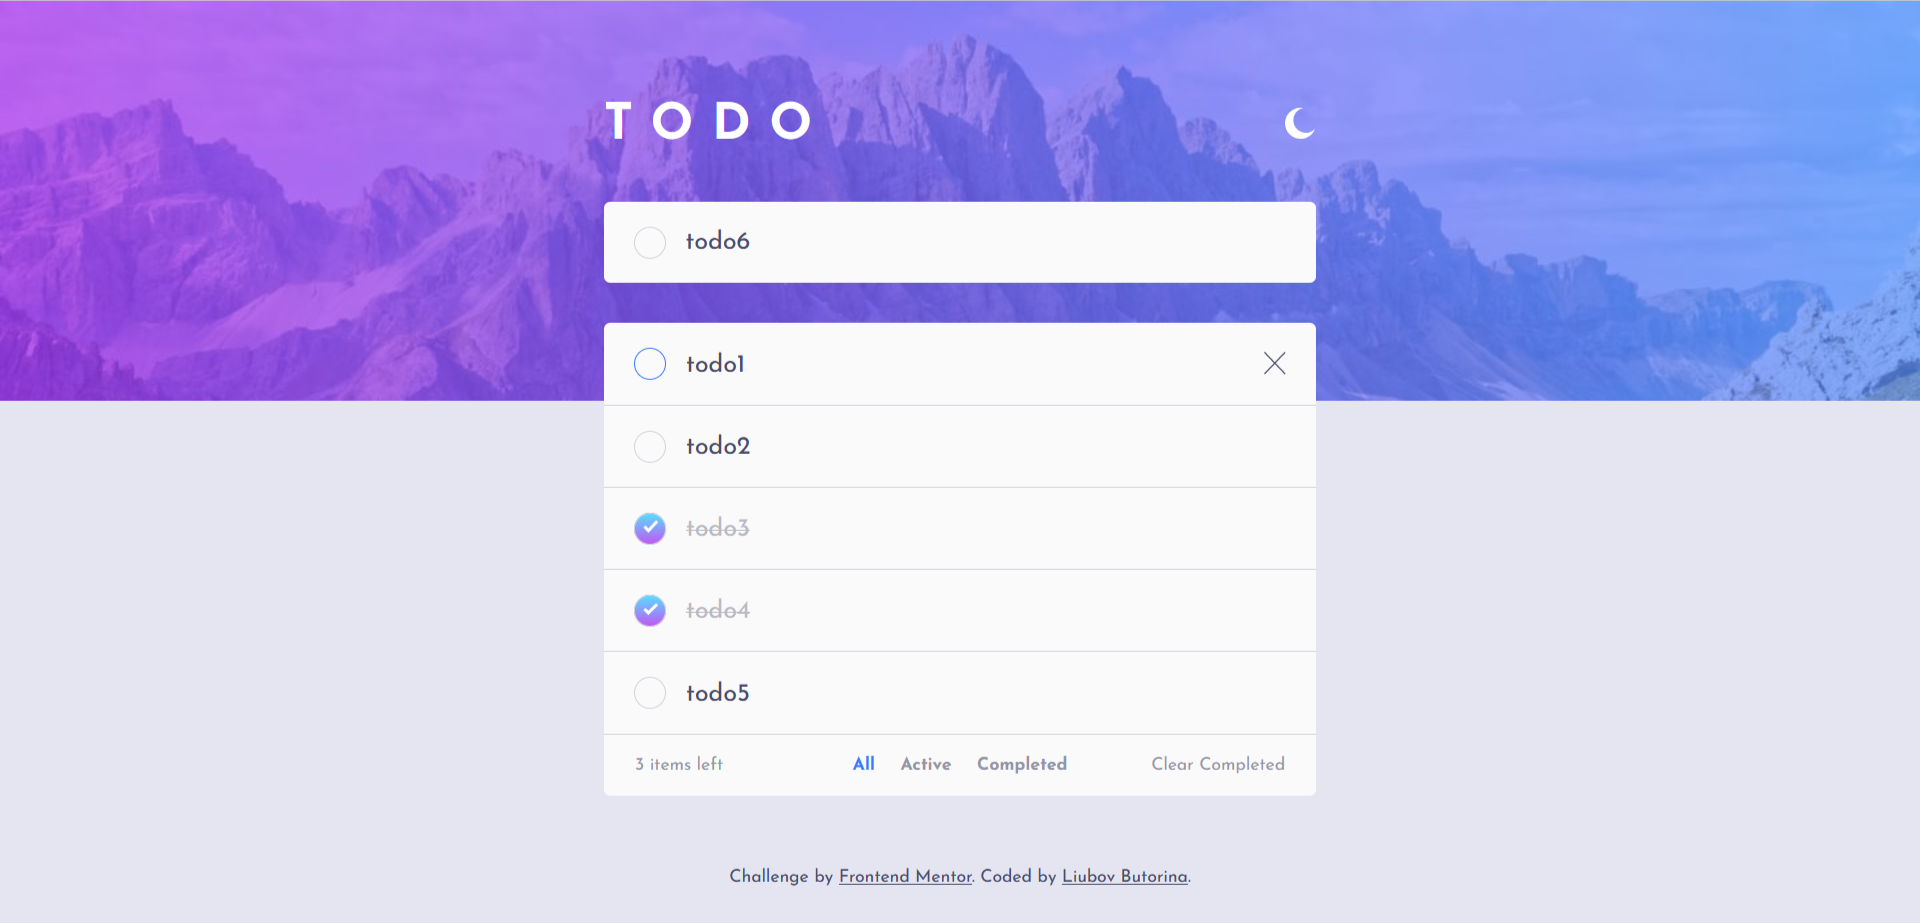 TODO
todo6
todo1
todo2
todo3
todo4
todo5
3 items left All Active Completed Clear Completed
Challenge by Frontend Mentor. Coded by Liubov Butorina.